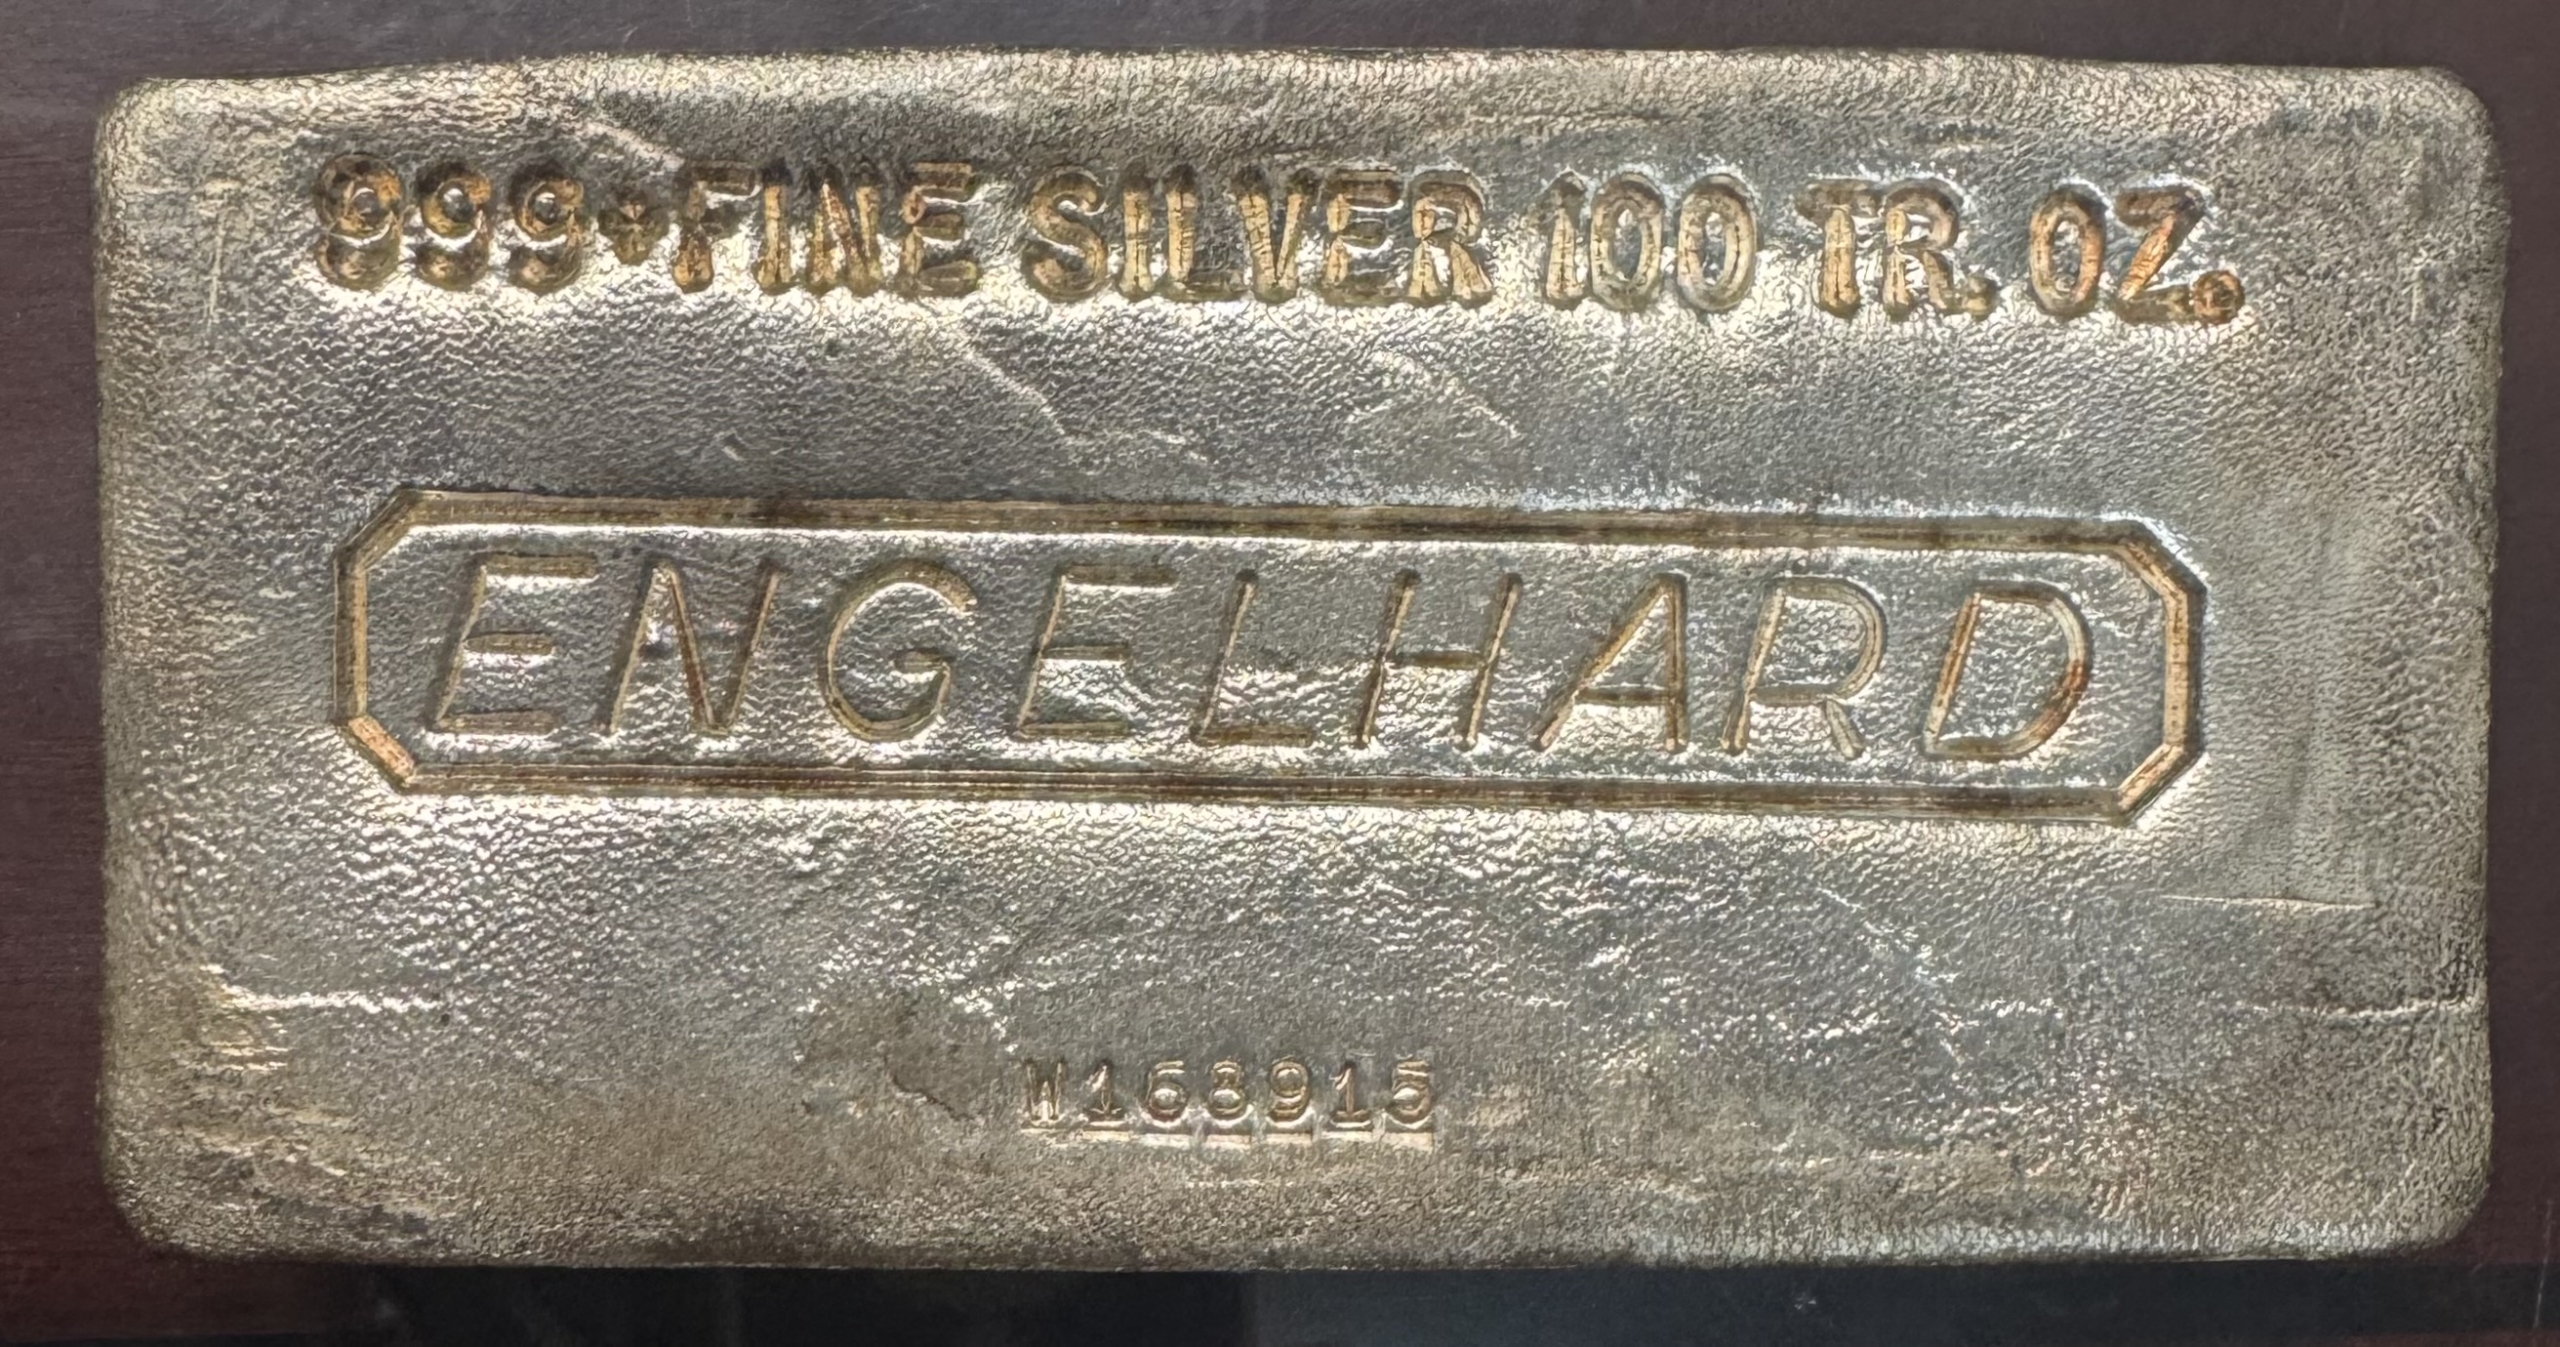 999+FINE SILVER 100 TR. OZ.
ENGELHARD
W168915